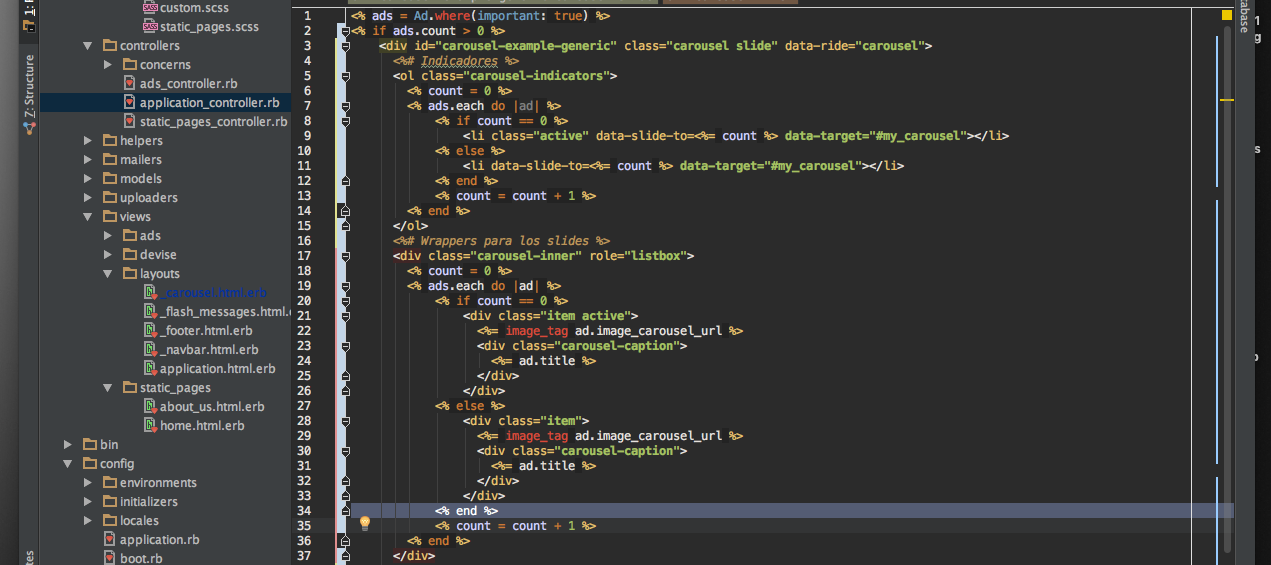 custom.scss
static_pages.scss
controllers
concerns
ads_controller.rb
application_controller.rb
static_pages_controller.rb
helpers
mailers
models
uploaders
views
ads
devise
layouts
_carousel.html.erb
_flash_messages.html.
_footer.html.erb
_navbar.html.erb
application.html.erb
static_pages
about_us.html.erb
home.html.erb
bin
config
environments
initializers
locales
application.rb
boot.rb
Z: Structure
1 <% ads = Ad.where(important: true) %>
2 <% if ads.count > 0 %>
3 <div id="carousel-example-generic" class="carousel slide" data-ride="carousel">
4 <%# Indicadores %>
5 <ol class="carousel-indicators">
6 <% count = 0 %>
7 <% ads.each do |ad| %>
8 <% if count == 0 %>
9 <li class="active" data-slide-to=<%= count %> data-target="#my_carousel"></li>
10 <% else %>
11 <li data-slide-to=<%= count %> data-target="#my_carousel"></li>
12 <% end %>
13 <% count = count + 1 %>
14 <% end %>
15 </ol>
16 <%# Wrappers para los slides %>
17 <div class="carousel-inner" role="listbox">
18 <% count = 0 %>
19 <% ads.each do |ad| %>
20 <% if count == 0 %>
21 <div class="item active">
22 <%= image_tag ad.image_carousel_url %>
23 <div class="carousel-caption">
24 <%= ad.title %>
25 </div>
26 </div>
27 <% else %>
28 <div class="item">
29 <%= image_tag ad.image_carousel_url %>
30 <div class="carousel-caption">
31 <%= ad.title %>
32 </div>
33 </div>
34 <% end %>
35 <% count = count + 1 %>
36 <% end %>
37 </div>